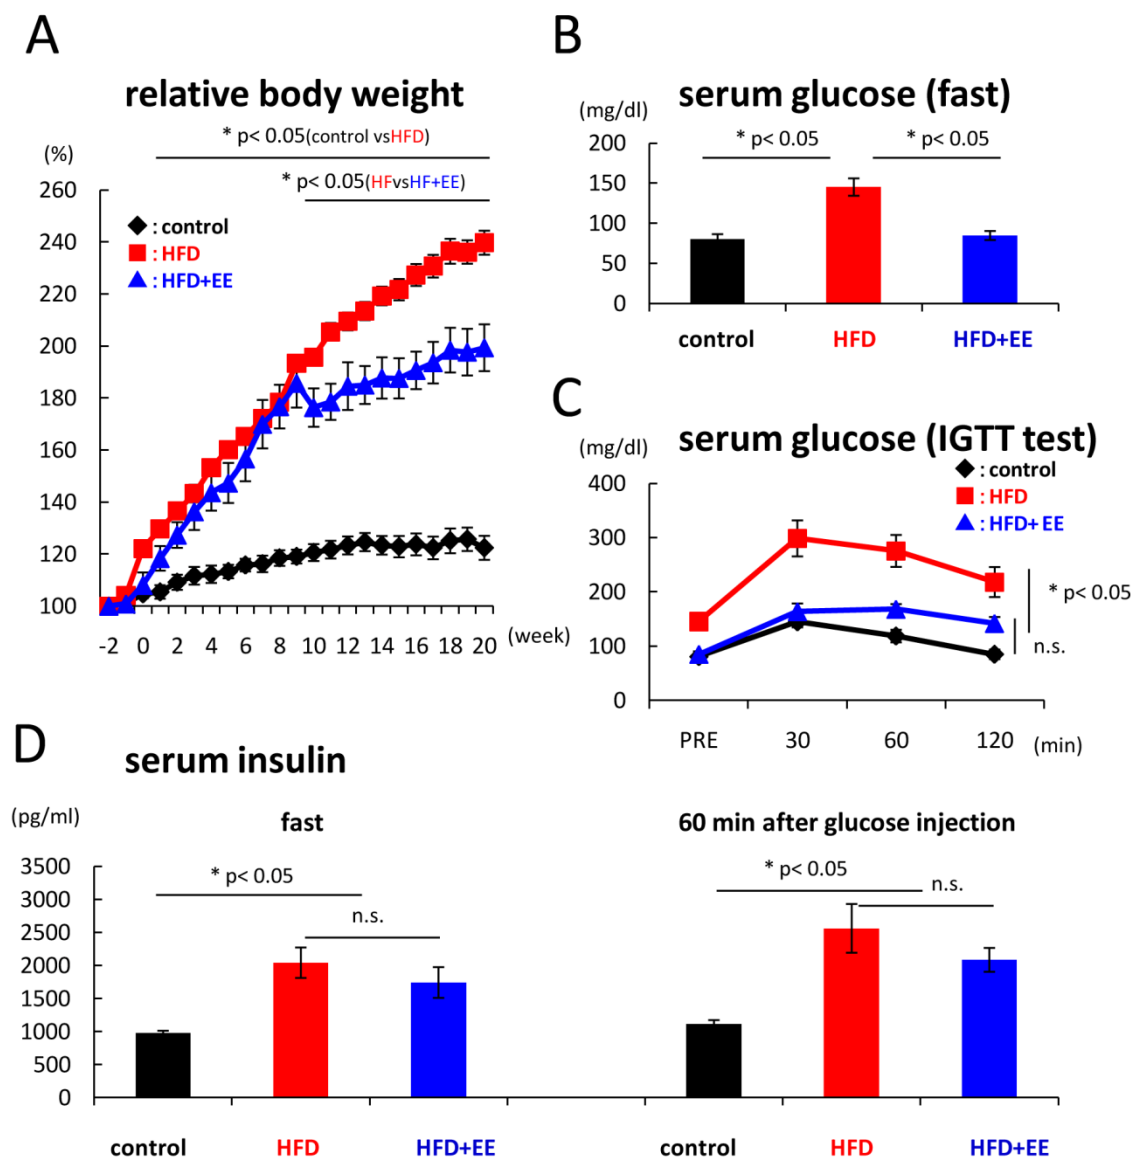 A
relative body weight
* p< 0.05(control vsHFD)
(%)
* p< 0.05(HFvsHF+EE)
260
240
220
200
180
160
140
120
100
: control
: HFD
: HFD+EE
-2 0 2 4 6 8 10 12 14 16 18 20 (week)
B
serum glucose (fast)
(mg/dl)
* p< 0.05 * p< 0.05
200
150
100
50
0
control HFD HFD+EE
C
serum glucose (IGTT test)
(mg/dl)
: control
: HFD
: HFD+ EE
400
300
200
100
0
* p< 0.05
n.s.
PRE 30 60 120 (min)
D
serum insulin
(pg/ml)
fast
60 min after glucose injection
3500
3000
2500
2000
1500
1000
500
0
* p< 0.05
n.s.
* p< 0.05
n.s.
control HFD HFD+EE control HFD HFD+EE